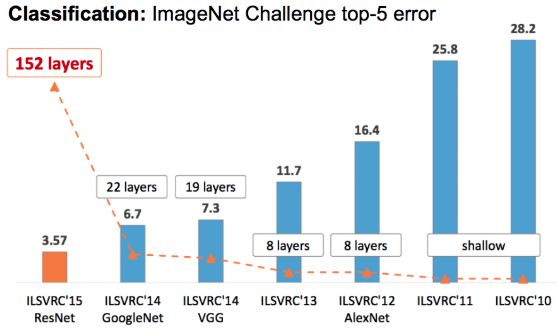 Classification: ImageNet Challenge top-5 error
28.2
25.8
152 layers
16.4
11.7
22 layers
19 layers
6.7
7.3
3.57
8 layers
8 layers
shallow
ILSVRC'15
ResNet
ILSVRC'14
GoogleNet
ILSVRC'14
VGG
ILSVRC'13
ILSVRC'12
AlexNet
ILSVRC'11
ILSVRC'10